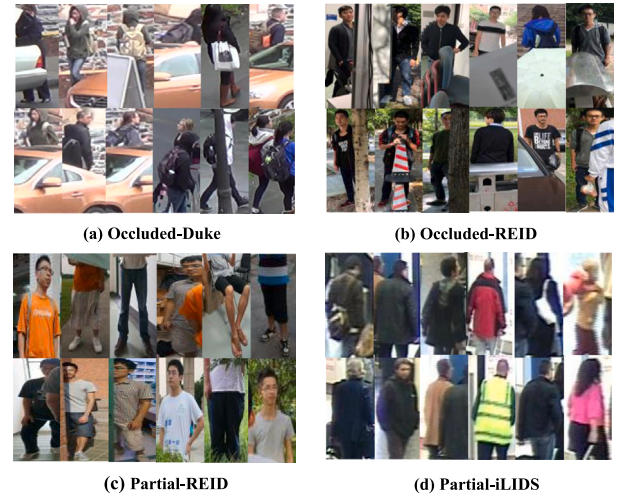 (a) Occluded-Duke
(b) Occluded-REID
(c) Partial-REID
(d) Partial-iLIDS